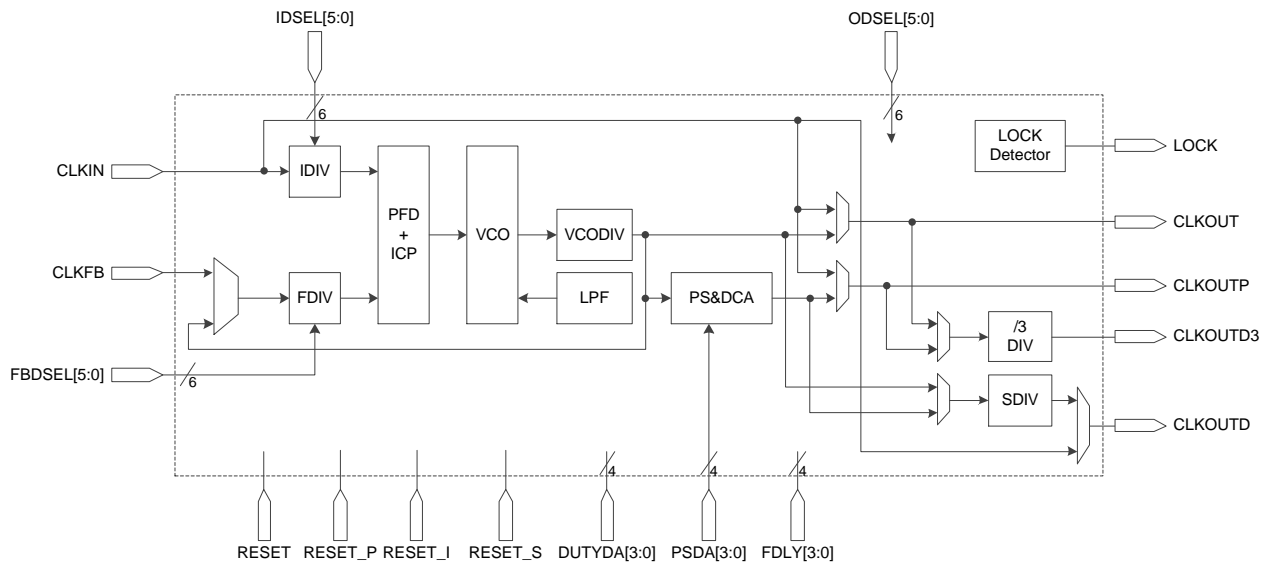 IDSEL[5:0]
ODSEL[5:0]
6
6
LOCK
Detector
LOCK
CLKIN
IDIV
PFD
+
ICP
VCO
VCODIV
CLKOUT
CLKFB
FDIV
LPF
PS&DCA
CLKOUTP
/3
DIV
CLKOUTD3
FBDSEL[5:0]
6
SDIV
CLKOUTD
4
4
4
RESET
RESET_P
RESET_I
RESET_S
DUTYDA[3:0]
PSDA[3:0]
FDLY[3:0]